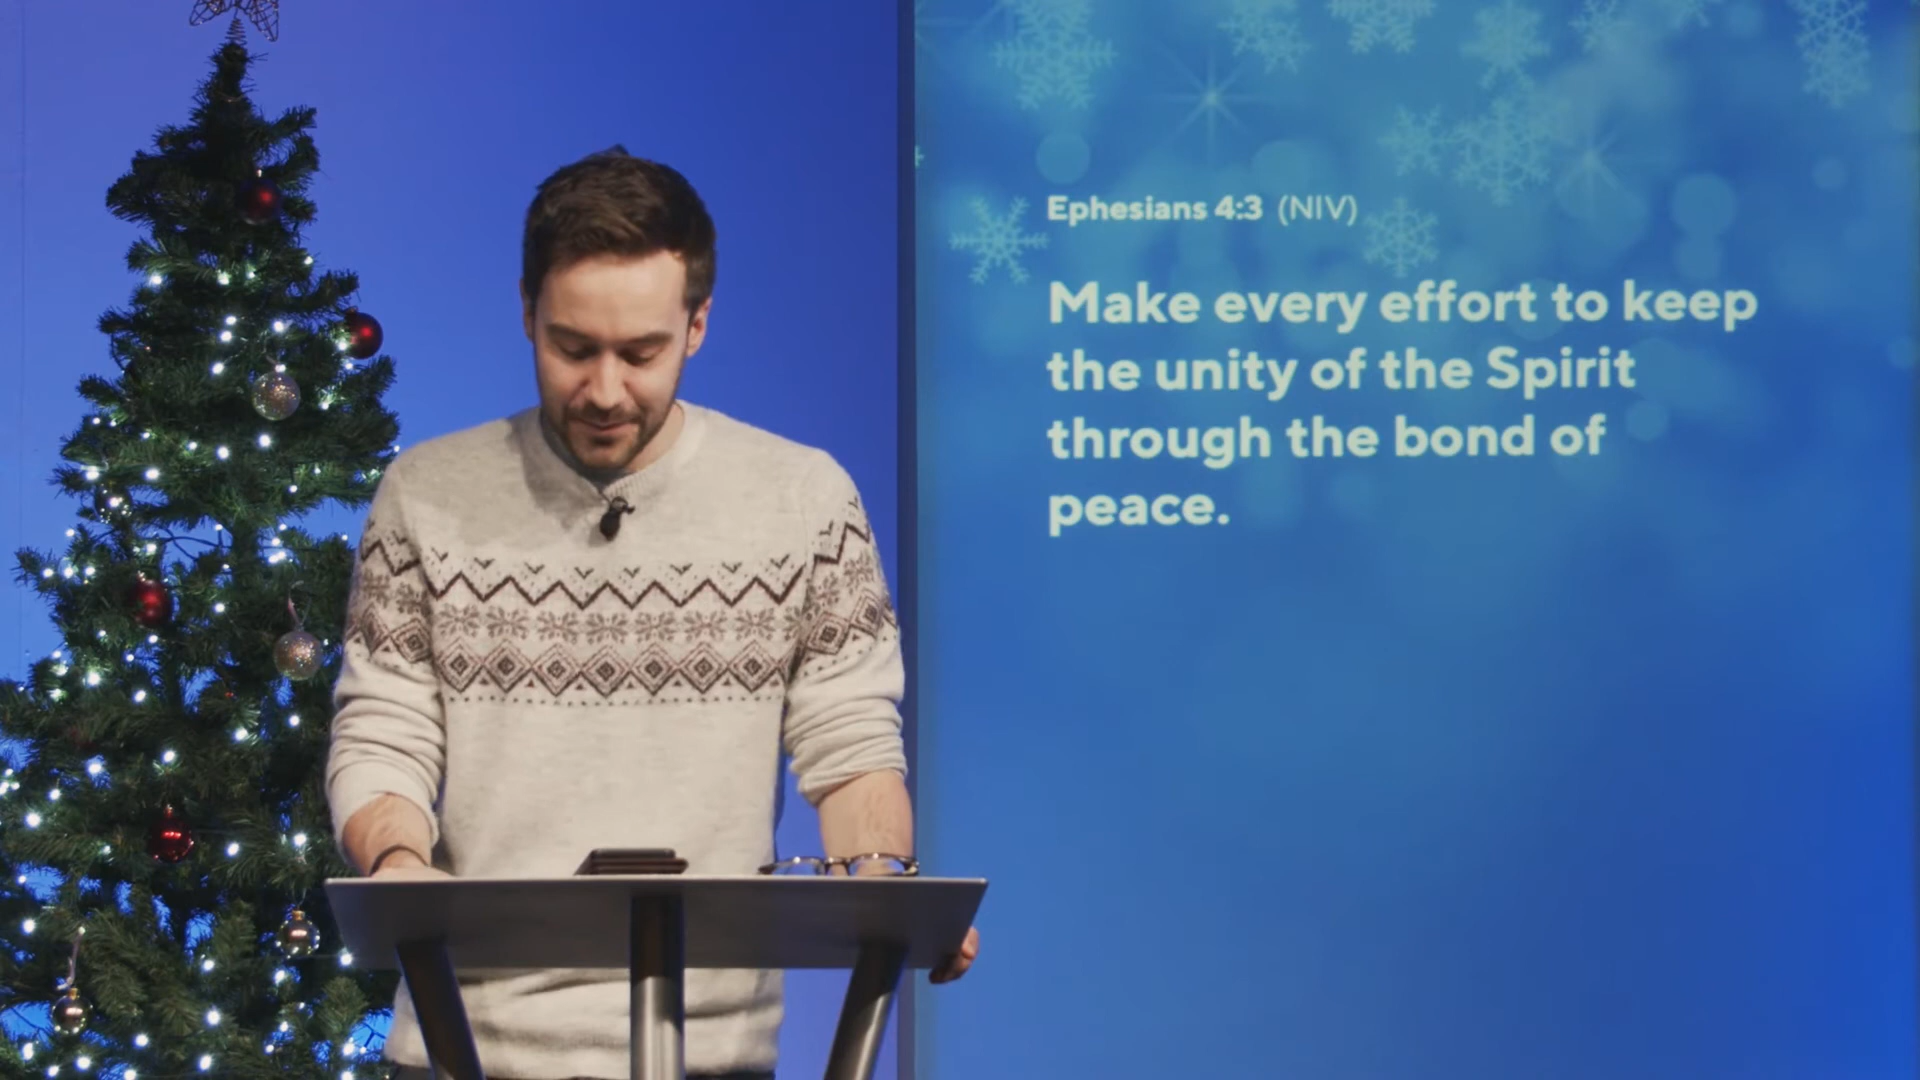 Ephesians 4:3 (NIV)
Make every effort to keep
the unity of the Spirit
through the bond of
peace.